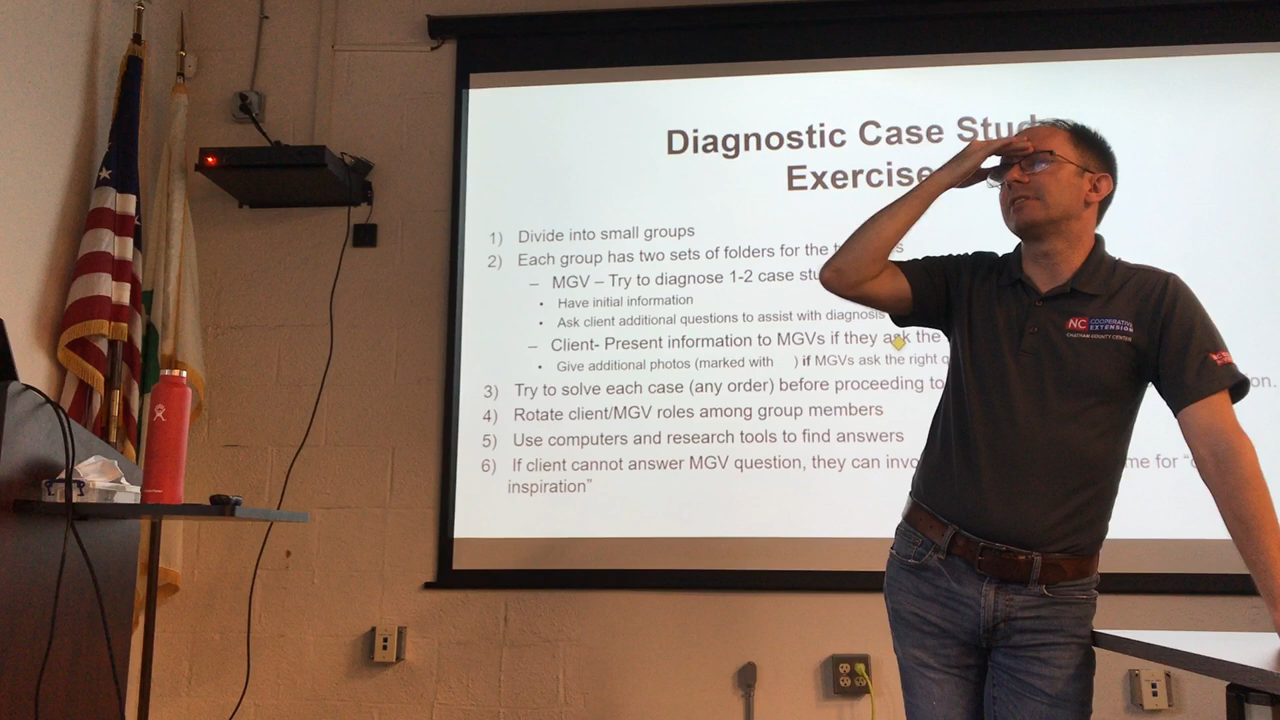 Diagnostic Case Study
Exercise
1) Divide into small groups
2) Each group has two sets of folders for the
– MGV – Try to diagnose 1-2 case
• Have initial information
• Ask client additional questions to assist with diagnosis
– Client- Present information to MGVs if they ask the
• Give additional photos (marked with ) if MGVs ask the right
3) Try to solve each case (any order) before proceeding to
4) Rotate client/MGV roles among group members
5) Use computers and research tools to find answers
6) If client cannot answer MGV question, they can me for “
inspiration”
NC COOPERATIVE
EXTENSION
CHATHAM COUNTY CENTER